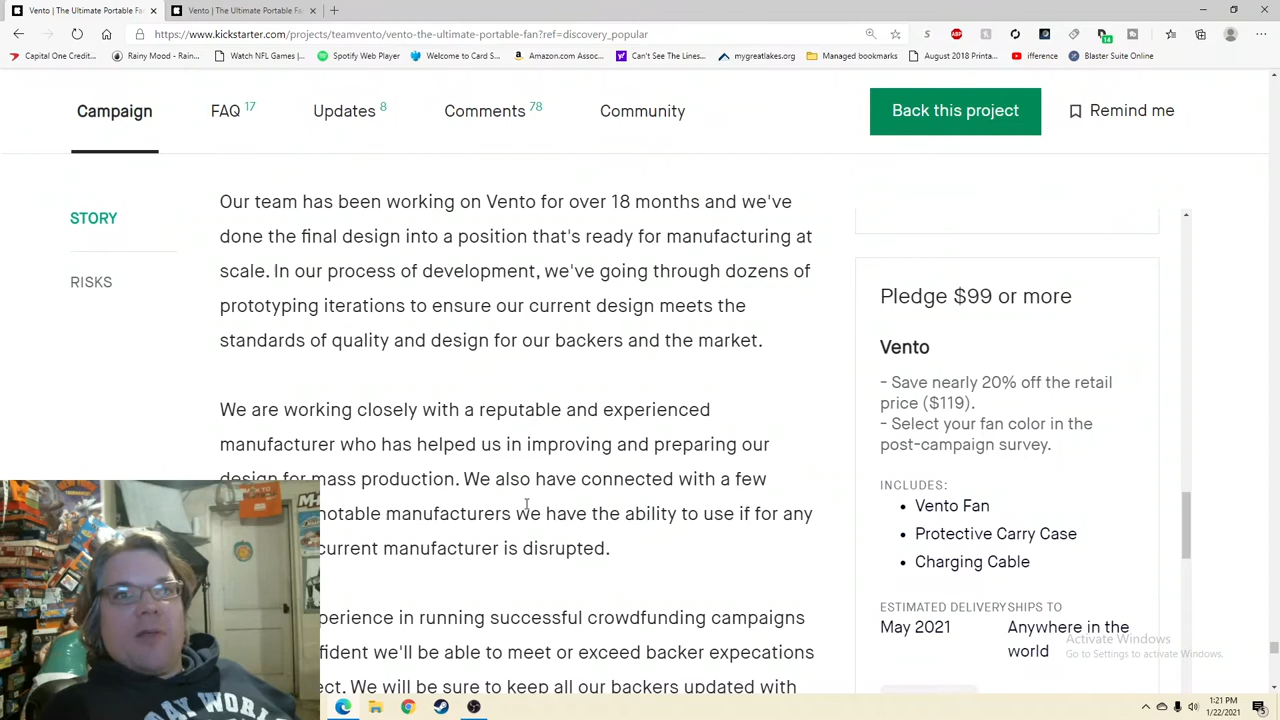 Vento | The Ultimate Portable Fa
Vento | The Ultimate Portable F
https://www.kickstarter.com/projects/teamvento/vento-the-ultimate-portable-fan?ref=discovery_popular
ABP
14
Capital One Credit...
Rainy Mood - Rain...
Watch NFL Games |...
Spotify Web Player
Welcome to Card S...
Amazon.com Assoc...
Can't See The Lines...
mygreatlakes.org
Managed bookmarks
August 2018 Printa...
ifference
Blaster Suite Online
Campaign
FAQ 17
Updates 8
Comments 78
Community
Back this project
Remind me
STORY
RISKS
Our team has been working on Vento for over 18 months and we've
done the final design into a position that's ready for manufacturing at
scale. In our process of development, we've going through dozens of
prototyping iterations to ensure our current design meets the
standards of quality and design for our backers and the market.
We are working closely with a reputable and experienced
manufacturer who has helped us in improving and preparing our
design for mass production. We also have connected with a few
notable manufacturers we have the ability to use if for any
current manufacturer is disrupted.
in running successful crowdfunding campaigns
we'll be able to meet or exceed backer expecations
We will be sure to keep all our backers updated with
Pledge $99 or more
Vento
- Save nearly 20% off the retail
price ($119).
- Select your fan color in the
post-campaign survey.
INCLUDES:
• Vento Fan
• Protective Carry Case
• Charging Cable
ESTIMATED DELIVERY
May 2021
SHIPS TO
Anywhere in the
world
Activate Windows
Go to Settings to activate Windows.
1:21 PM
1/22/2021
5